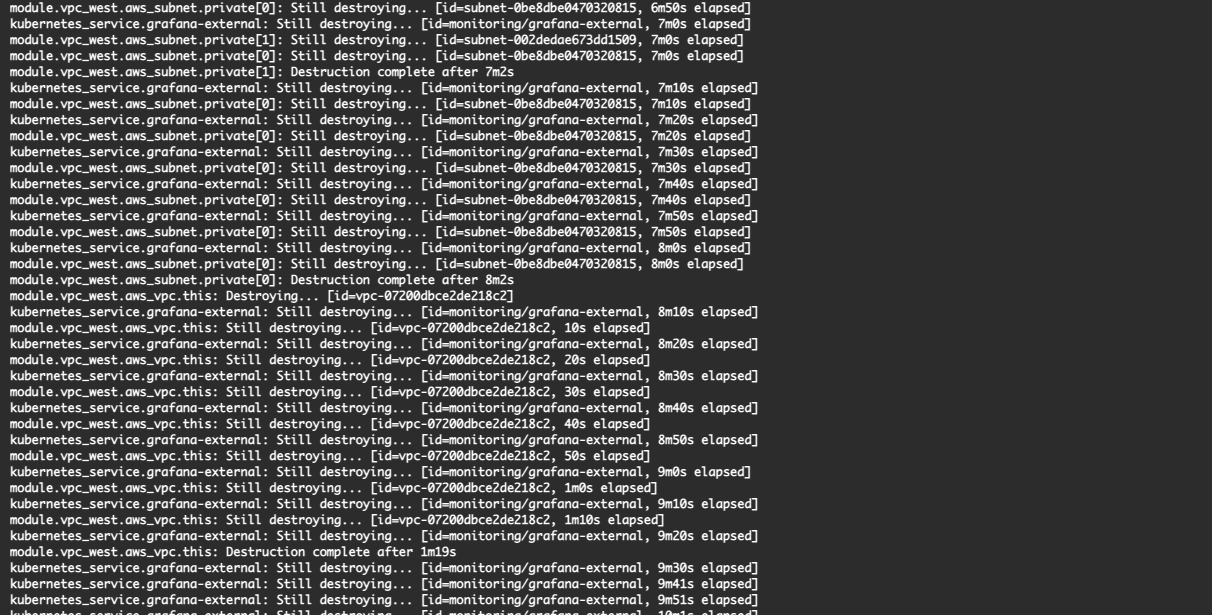 module.vpc_west.aws_subnet.private[0]: Still destroying... [id=subnet-0be8dbe0470320815, 6m50s elapsed]
kubernetes_service.grafana-external: Still destroying... [id=monitoring/grafana-external, 7m0s elapsed]
module.vpc_west.aws_subnet.private[1]: Still destroying... [id=subnet-002dedae673dd1509, 7m0s elapsed]
module.vpc_west.aws_subnet.private[0]: Still destroying... [id=subnet-0be8dbe0470320815, 7m0s elapsed]
module.vpc_west.aws_subnet.private[1]: Destruction complete after 7m2s
kubernetes_service.grafana-external: Still destroying... [id=monitoring/grafana-external, 7m10s elapsed]
module.vpc_west.aws_subnet.private[0]: Still destroying... [id=subnet-0be8dbe0470320815, 7m10s elapsed]
kubernetes_service.grafana-external: Still destroying... [id=monitoring/grafana-external, 7m20s elapsed]
module.vpc_west.aws_subnet.private[0]: Still destroying... [id=subnet-0be8dbe0470320815, 7m20s elapsed]
kubernetes_service.grafana-external: Still destroying... [id=monitoring/grafana-external, 7m30s elapsed]
module.vpc_west.aws_subnet.private[0]: Still destroying... [id=subnet-0be8dbe0470320815, 7m30s elapsed]
kubernetes_service.grafana-external: Still destroying... [id=monitoring/grafana-external, 7m40s elapsed]
module.vpc_west.aws_subnet.private[0]: Still destroying... [id=subnet-0be8dbe0470320815, 7m40s elapsed]
kubernetes_service.grafana-external: Still destroying... [id=monitoring/grafana-external, 7m50s elapsed]
module.vpc_west.aws_subnet.private[0]: Still destroying... [id=subnet-0be8dbe0470320815, 7m50s elapsed]
kubernetes_service.grafana-external: Still destroying... [id=monitoring/grafana-external, 8m0s elapsed]
module.vpc_west.aws_subnet.private[0]: Still destroying... [id=subnet-0be8dbe0470320815, 8m0s elapsed]
module.vpc_west.aws_subnet.private[0]: Destruction complete after 8m2s
module.vpc_west.aws_vpc.this: Destroying... [id=vpc-07200dbce2de218c2]
kubernetes_service.grafana-external: Still destroying... [id=monitoring/grafana-external, 8m10s elapsed]
module.vpc_west.aws_vpc.this: Still destroying... [id=vpc-07200dbce2de218c2, 10s elapsed]
kubernetes_service.grafana-external: Still destroying... [id=monitoring/grafana-external, 8m20s elapsed]
module.vpc_west.aws_vpc.this: Still destroying... [id=vpc-07200dbce2de218c2, 20s elapsed]
kubernetes_service.grafana-external: Still destroying... [id=monitoring/grafana-external, 8m30s elapsed]
module.vpc_west.aws_vpc.this: Still destroying... [id=vpc-07200dbce2de218c2, 30s elapsed]
kubernetes_service.grafana-external: Still destroying... [id=monitoring/grafana-external, 8m40s elapsed]
module.vpc_west.aws_vpc.this: Still destroying... [id=vpc-07200dbce2de218c2, 40s elapsed]
kubernetes_service.grafana-external: Still destroying... [id=monitoring/grafana-external, 8m50s elapsed]
module.vpc_west.aws_vpc.this: Still destroying... [id=vpc-07200dbce2de218c2, 50s elapsed]
kubernetes_service.grafana-external: Still destroying... [id=monitoring/grafana-external, 9m0s elapsed]
module.vpc_west.aws_vpc.this: Still destroying... [id=vpc-07200dbce2de218c2, 1m0s elapsed]
kubernetes_service.grafana-external: Still destroying... [id=monitoring/grafana-external, 9m10s elapsed]
module.vpc_west.aws_vpc.this: Still destroying... [id=vpc-07200dbce2de218c2, 1m10s elapsed]
kubernetes_service.grafana-external: Still destroying... [id=monitoring/grafana-external, 9m20s elapsed]
module.vpc_west.aws_vpc.this: Destruction complete after 1m19s
kubernetes_service.grafana-external: Still destroying... [id=monitoring/grafana-external, 9m30s elapsed]
kubernetes_service.grafana-external: Still destroying... [id=monitoring/grafana-external, 9m41s elapsed]
kubernetes_service.grafana-external: Still destroying... [id=monitoring/grafana-external, 9m51s elapsed]
kubernetes_service.grafana-external: Still destroying... [id=monitoring/grafana-external, 10m1s elapsed]